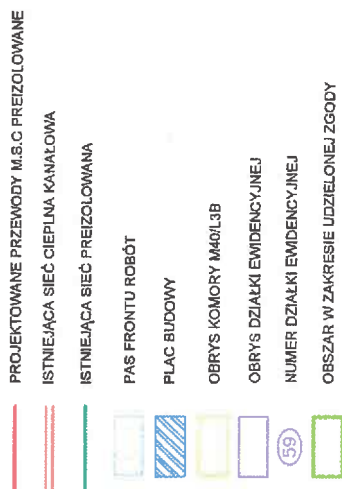 PROJEKTOWANE PRZEWODY M.S.C PREIZOLOWANE
ISTNIEJĄCA SIEĆ CIEPLNA KANAŁOWA
ISTNIEJĄCA SIEĆ PREIZOLOWANA
PAS FRONTU ROBÓT
PLAC BUDOWY
OBRYS KOMORY M40/L3B
OBRYS DZIAŁKI EWIDENCYJNEJ
59 NUMER DZIAŁKI EWIDENCYJNEJ
OBSZAR W ZAKRESIE UDZIELONEJ ZGODY